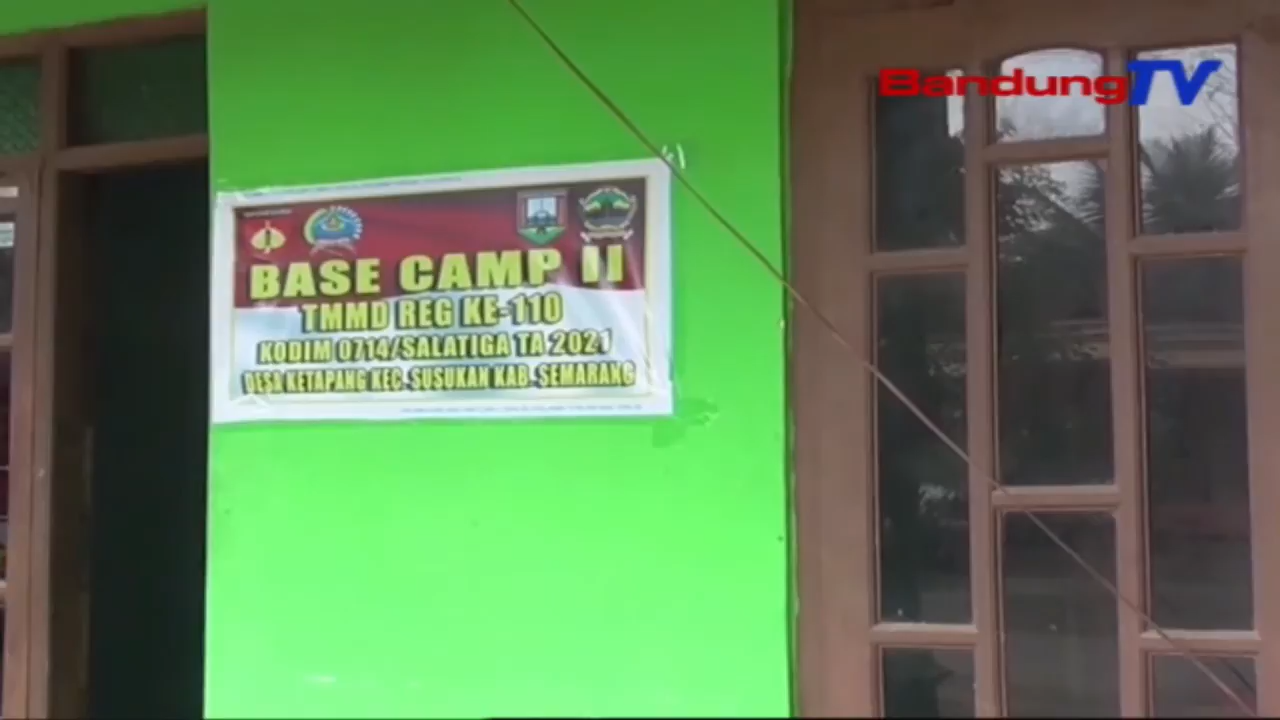 BandungTV
BASE CAMP II
TMMD REG KE-110
KODIM 0714/SALATIGA TA 2021
DESA KETAPANG KEC. SUSUKAN KAB. SEMARANG